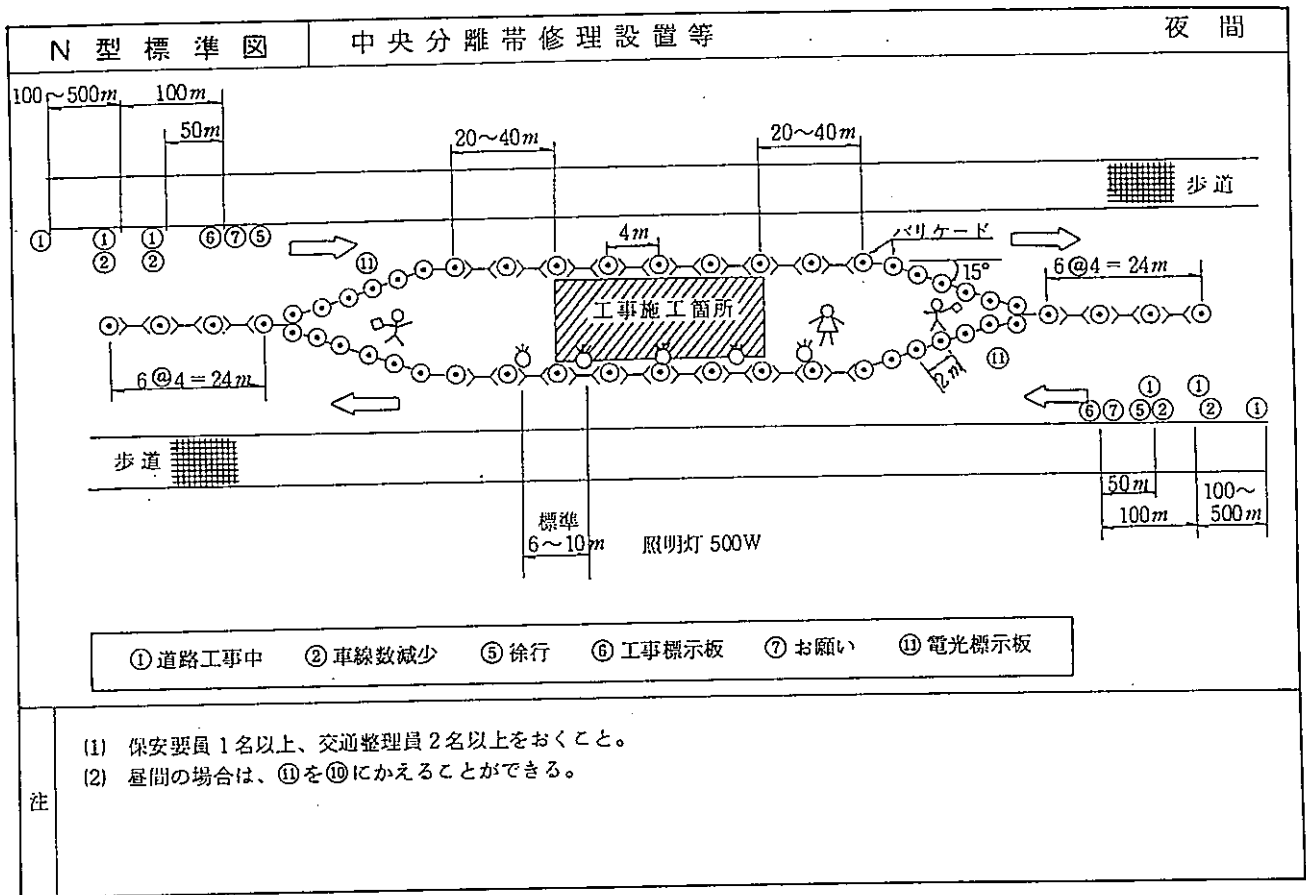 N型標準図 中央分離帯修理設置等 夜間
100～500m 100m
50m
20～40m 20～40m
歩道
① ① ① ⑥⑦⑤
② ②
⑪
4m
バリケード
15°
6@4=24m
工事施工箇所
6@4=24m
2m
⑪
① ①
⑥⑦⑤② ② ①
歩道
50m 100～
100m 500m
標準
6～10m 照明灯 500W
①道路工事中 ②車線数減少 ⑤徐行 ⑥工事標示板 ⑦お願い ⑪電光標示板
注
(1) 保安要員1名以上、交通整理員2名以上をおくこと。
(2) 昼間の場合は、⑪を⑩にかえることができる。